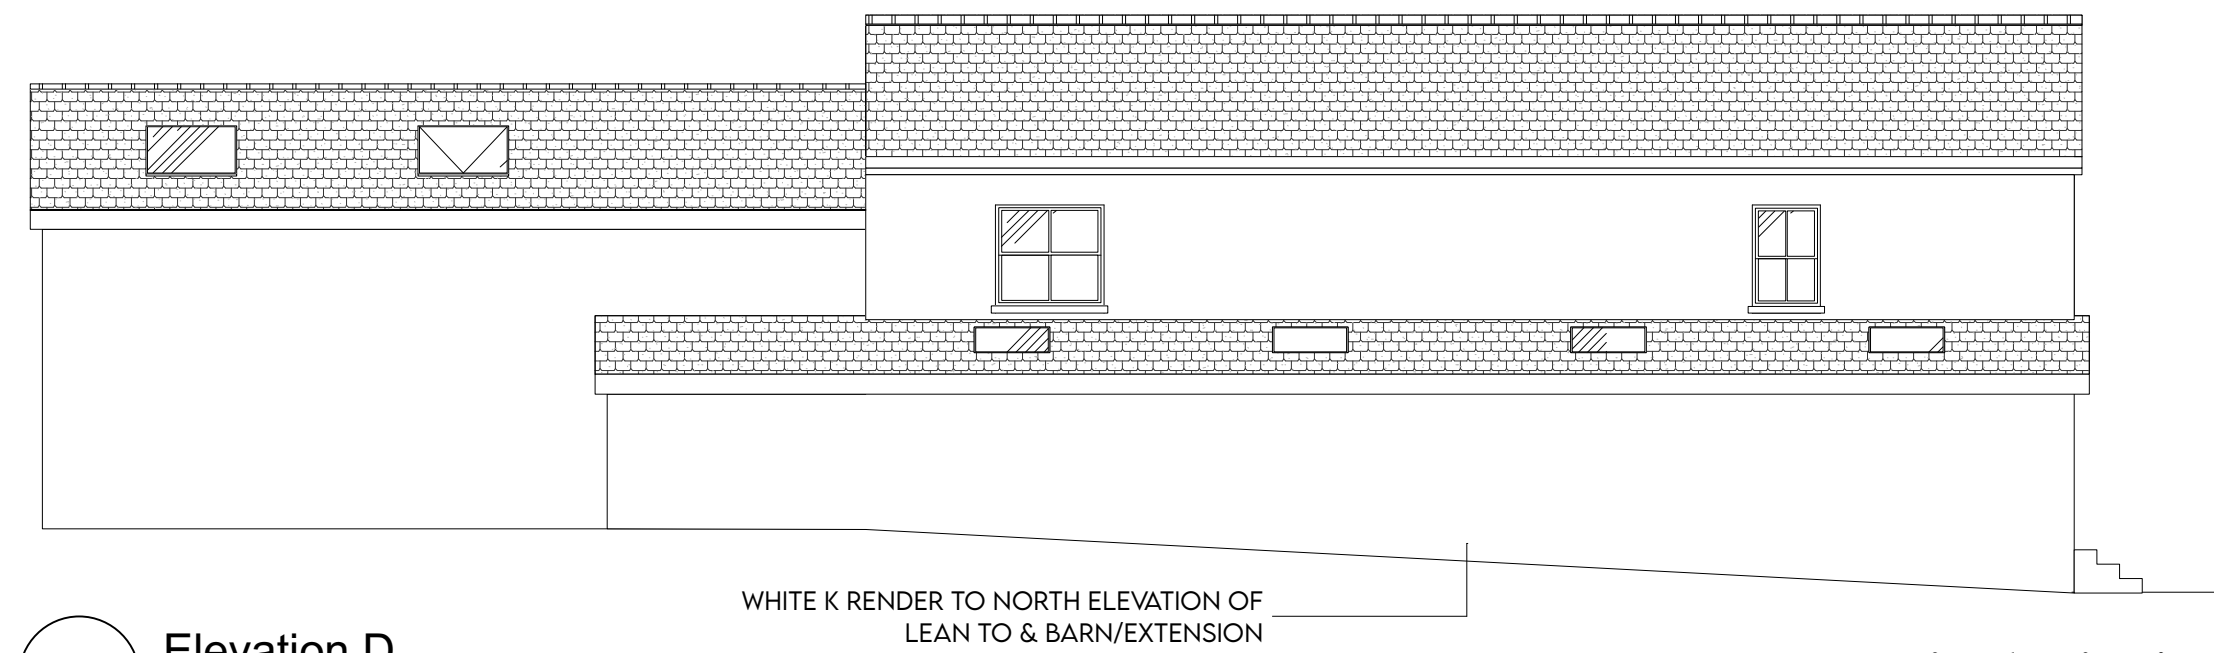 WHITE K RENDER TO NORTH ELEVATION OF
LEAN TO & BARN/EXTENSION
Elevation D